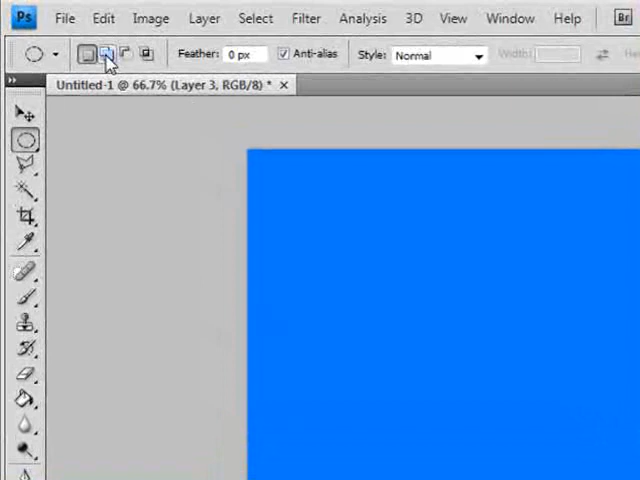 Ps File Edit Image Layer Select Filter Analysis 3D View Window Help Br
Feather: 0 px Anti-alias Style: Normal Width:
Untitled-1 @ 66.7% (Layer 3, RGB/8) *